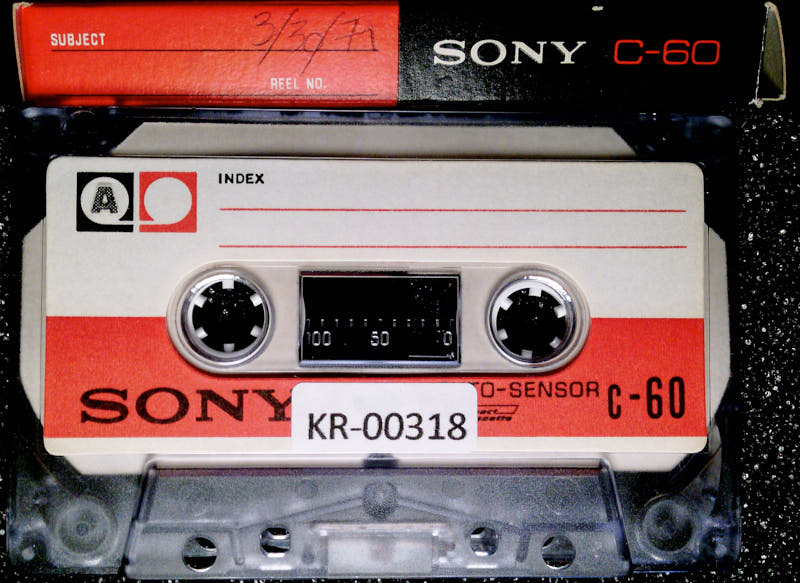 SUBJECT 3/30/71
REEL NO.
SONY C-60
A
INDEX
100 50 0
SONY
TO-SENSOR C-60
KR-00318